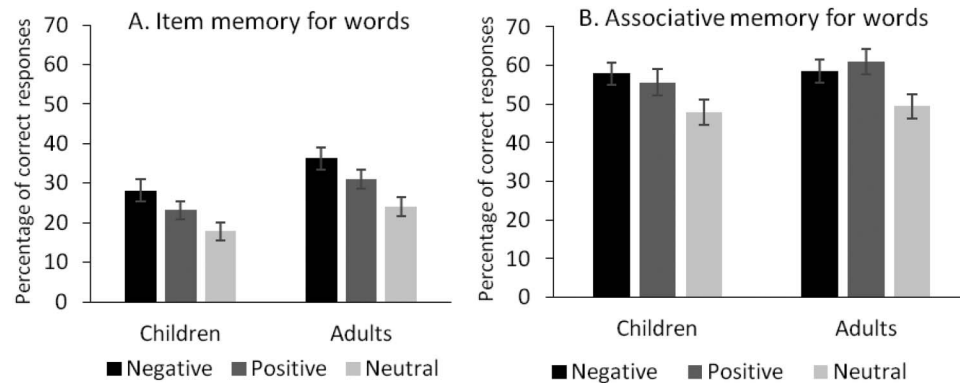 A. Item memory for words
Percentage of correct responses
70
60
50
40
30
20
10
0
Children Adults
Negative Positive Neutral
B. Associative memory for words
Percentage of correct responses
70
60
50
40
30
20
10
0
Children Adults
Negative Positive Neutral